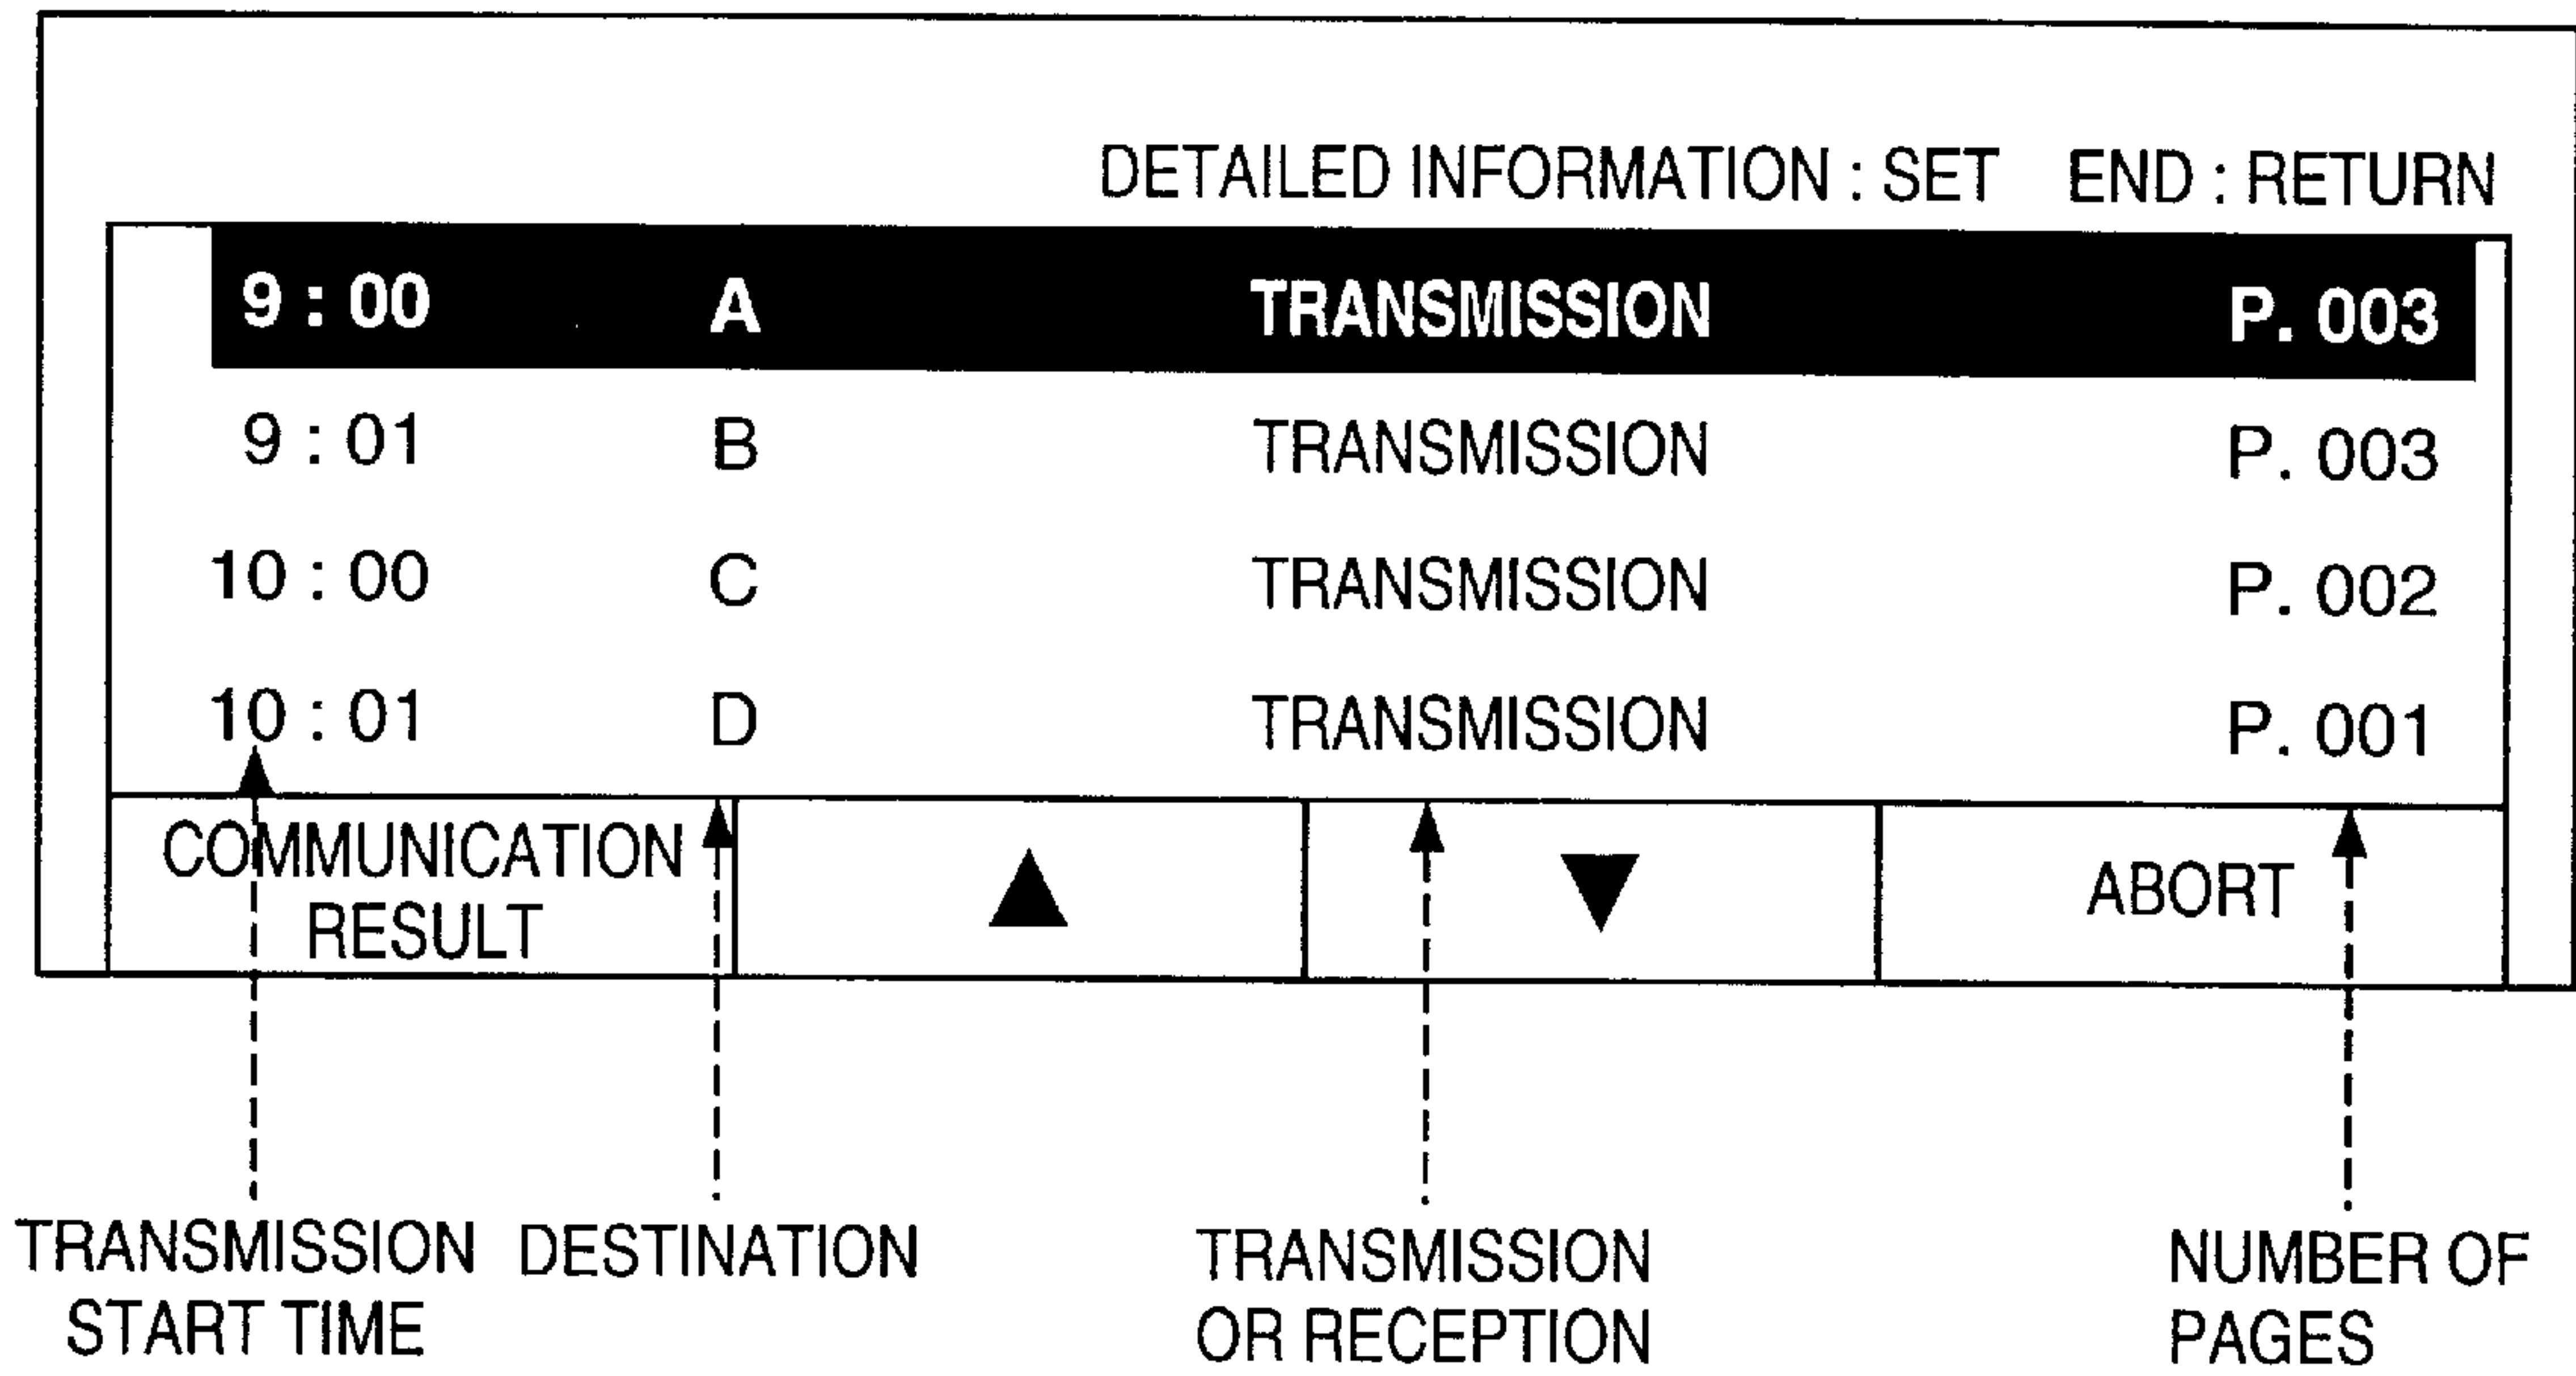 DETAILED INFORMATION : SET END : RETURN
9 : 00 A TRANSMISSION P. 003
9 : 01 B TRANSMISSION P. 003
10 : 00 C TRANSMISSION P. 002
10 : 01 D TRANSMISSION P. 001
COMMUNICATION
RESULT
▲
▼
ABORT
TRANSMISSION
START TIME
DESTINATION
TRANSMISSION
OR RECEPTION
NUMBER OF
PAGES